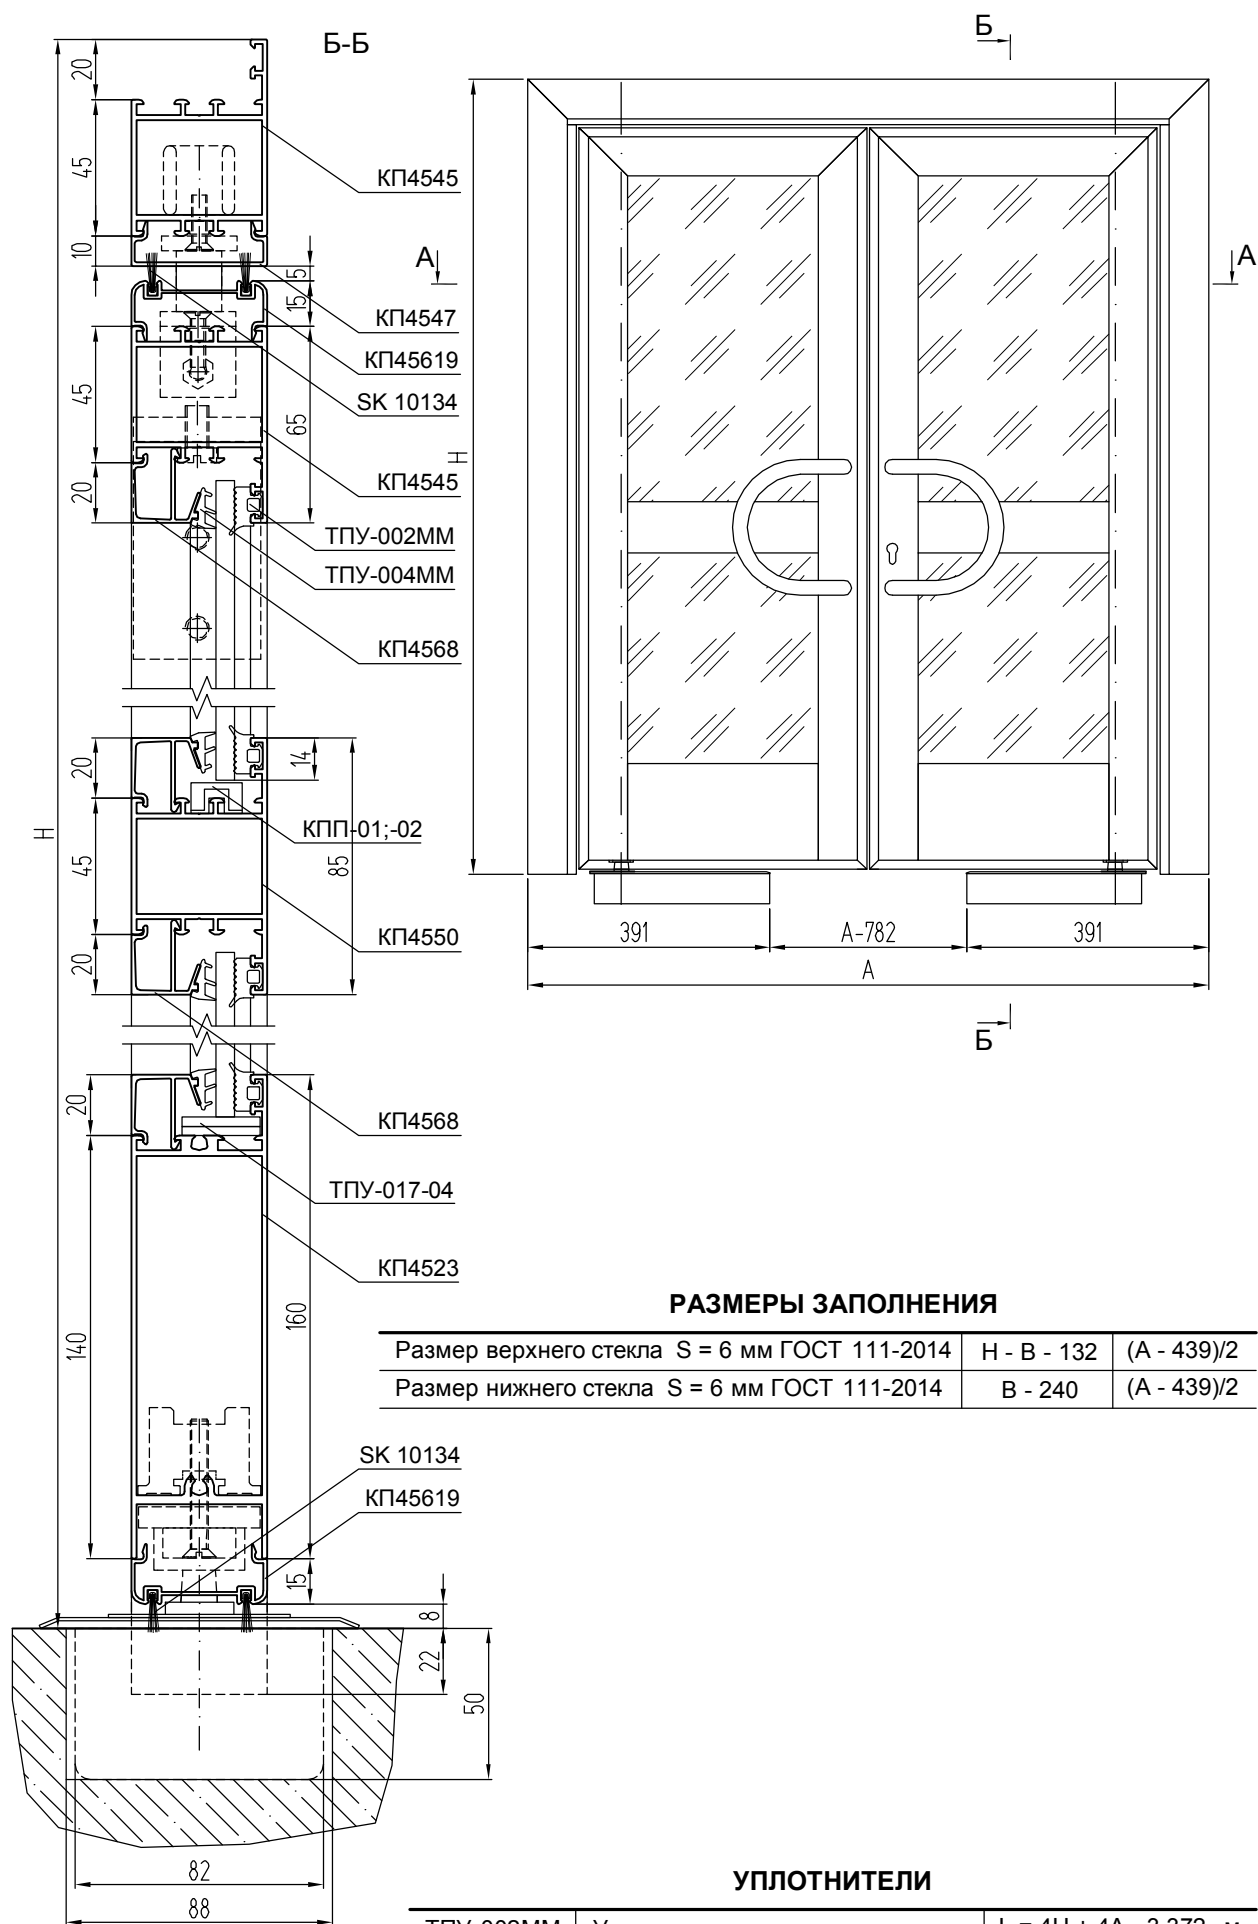 Б-Б
Б
20
45
КП4545
10
5
А
А
15
КП4547
КП45619
SK 10134
45
65
Н
КП4545
20
ТПУ-002ММ
ТПУ-004ММ
КП4568
20
14
КПП-01;-02
Н
45
85
КП4550
391
А-782
391
20
А
Б
20
КП4568
ТПУ-017-04
КП4523
РАЗМЕРЫ ЗАПОЛНЕНИЯ
140
160
Размер верхнего стекла S = 6 мм ГОСТ 111-2014 Н - В - 132 (А - 439)/2
Размер нижнего стекла S = 6 мм ГОСТ 111-2014 В - 240 (А - 439)/2
SK 10134
КП45619
15
8
22
50
82
УПЛОТНИТЕЛИ
88